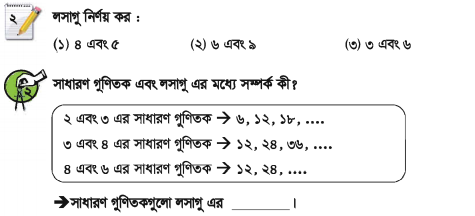 ২ লসাগু নির্ণয় কর :
(১) ৪ এবং ৫ (২) ৬ এবং ৯ (৩) ৩ এবং ৬
২ সাধারণ গুণিতক এবং লসাগু এর মধ্যে সম্পর্ক কী?
২ এবং ৩ এর সাধারণ গুণিতক → ৬, ১২, ১৮, ....
৩ এবং ৪ এর সাধারণ গুণিতক → ১২, ২৪, ৩৬, ....
৪ এবং ৬ এর সাধারণ গুণিতক → ১২, ২৪, ....
➔ সাধারণ গুণিতকগুলো লসাগু এর ________ ।